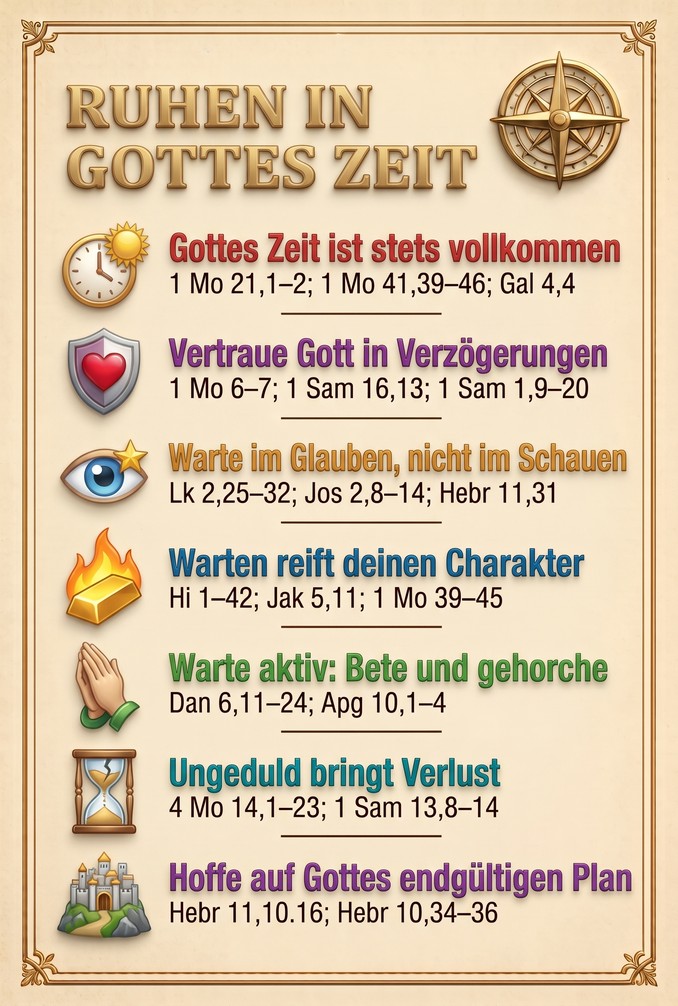 RUHEN IN
GOTTES ZEIT
Gottes Zeit ist stets vollkommen
1 Mo 21,1–2; 1 Mo 41,39–46; Gal 4,4
Vertraue Gott in Verzögerungen
1 Mo 6–7; 1 Sam 16,13; 1 Sam 1,9–20
Warte im Glauben, nicht im Schauen
Lk 2,25–32; Jos 2,8–14; Hebr 11,31
Warten reift deinen Charakter
Hi 1–42; Jak 5,11; 1 Mo 39–45
Warte aktiv: Bete und gehorche
Dan 6,11–24; Apg 10,1–4
Ungeduld bringt Verlust
4 Mo 14,1–23; 1 Sam 13,8–14
Hoffe auf Gottes endgültigen Plan
Hebr 11,10.16; Hebr 10,34–36